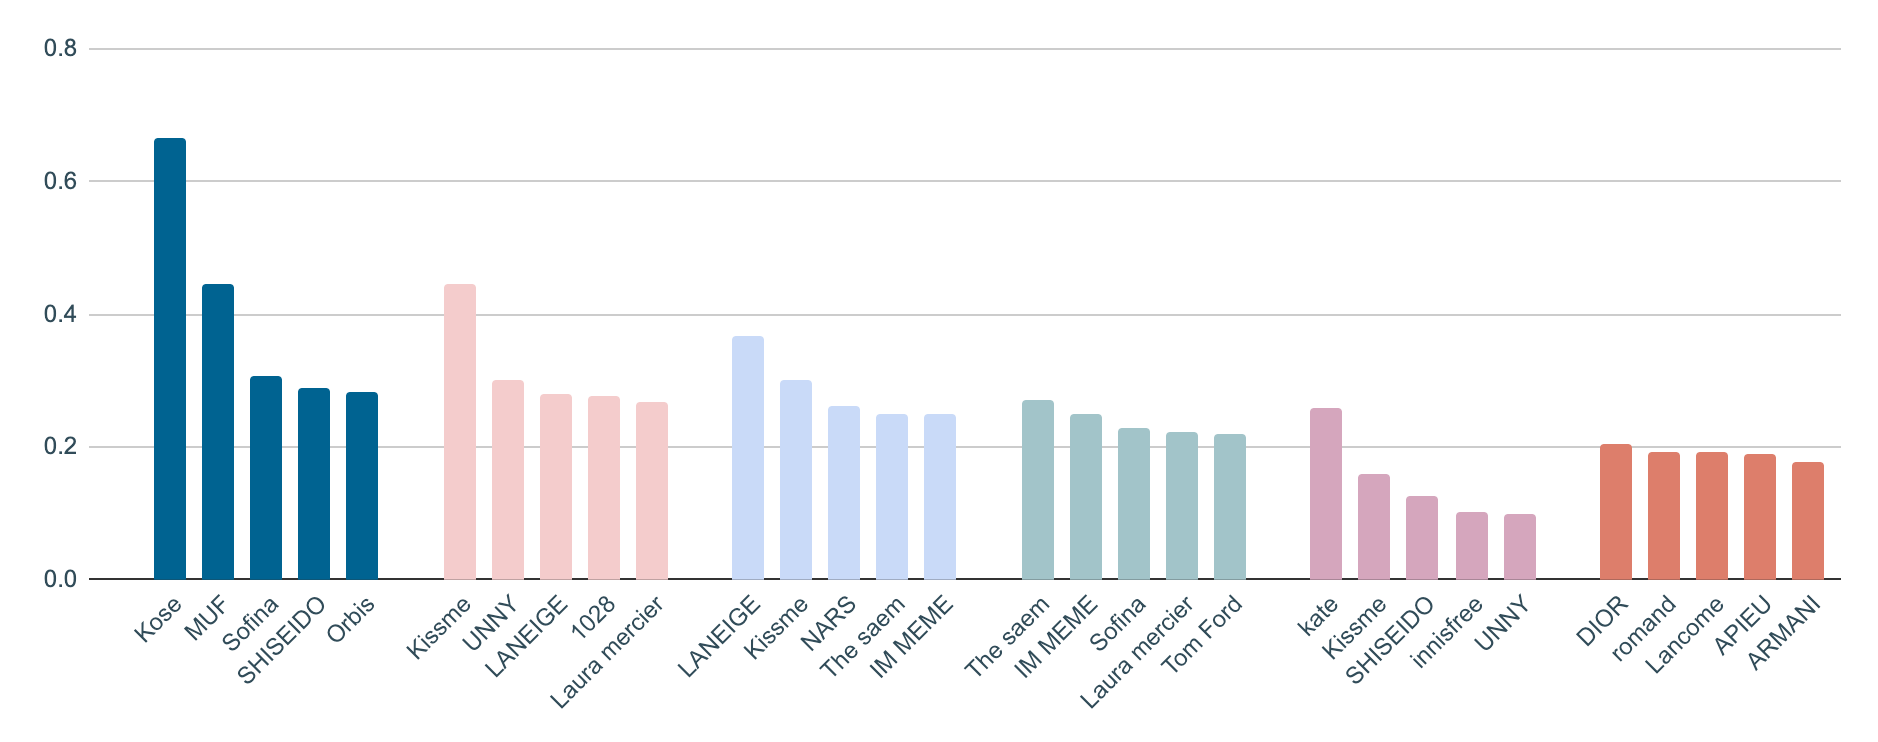 0.8
0.6
0.4
0.2
0.0
Kose
MUF
Sofina
SHISEIDO
Orbis
Kissme
UNNY
LANEIGE
1028
Laura mercier
LANEIGE
Kissme
NARS
The saem
IM MEME
The saem
IM MEME
Sofina
Laura mercier
Tom Ford
kate
Kissme
SHISEIDO
innisfree
UNNY
DIOR
romand
Lancome
APIEU
ARMANI